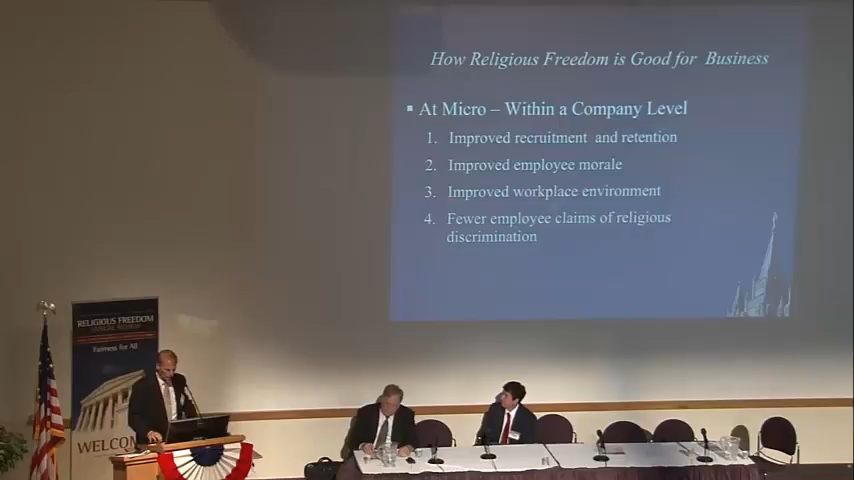 How Religious Freedom is Good for Business
▪ At Micro – Within a Company Level
1. Improved recruitment and retention
2. Improved employee morale
3. Improved workplace environment
4. Fewer employee claims of religious
discrimination
RELIGIOUS FREEDOM
ANNUAL REVIEW
Fairness for All
WELCOM